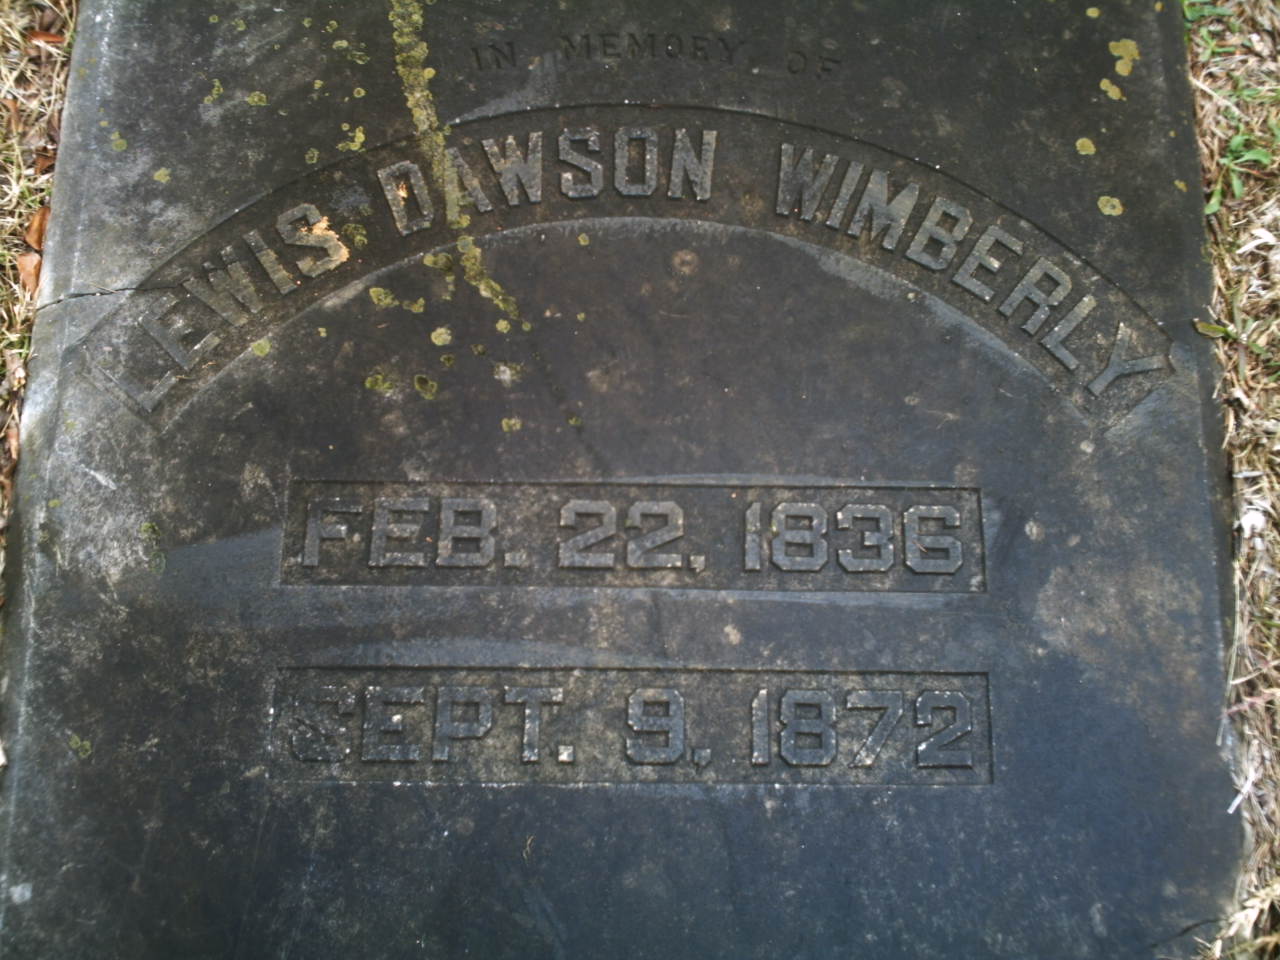 IN MEMORY OF
LEWIS DAWSON WIMBERLY
FEB. 22, 1836
SEPT. 9, 1872